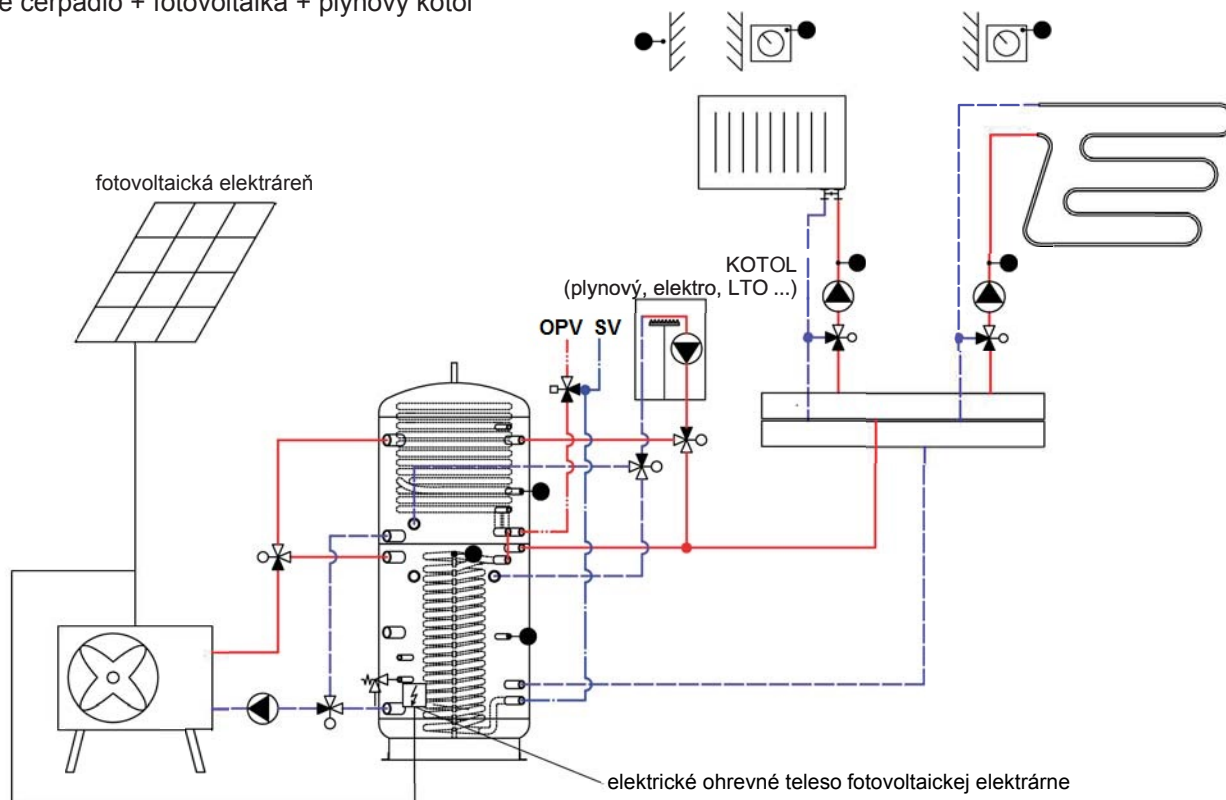 čerpadlo + fotovoltaika + plynový kotol
fotovoltaická elektráreň
KOTOL
(plynový, elektro, LTO ...)
OPV SV
elektrické ohrevné teleso fotovoltaickej elektrárne